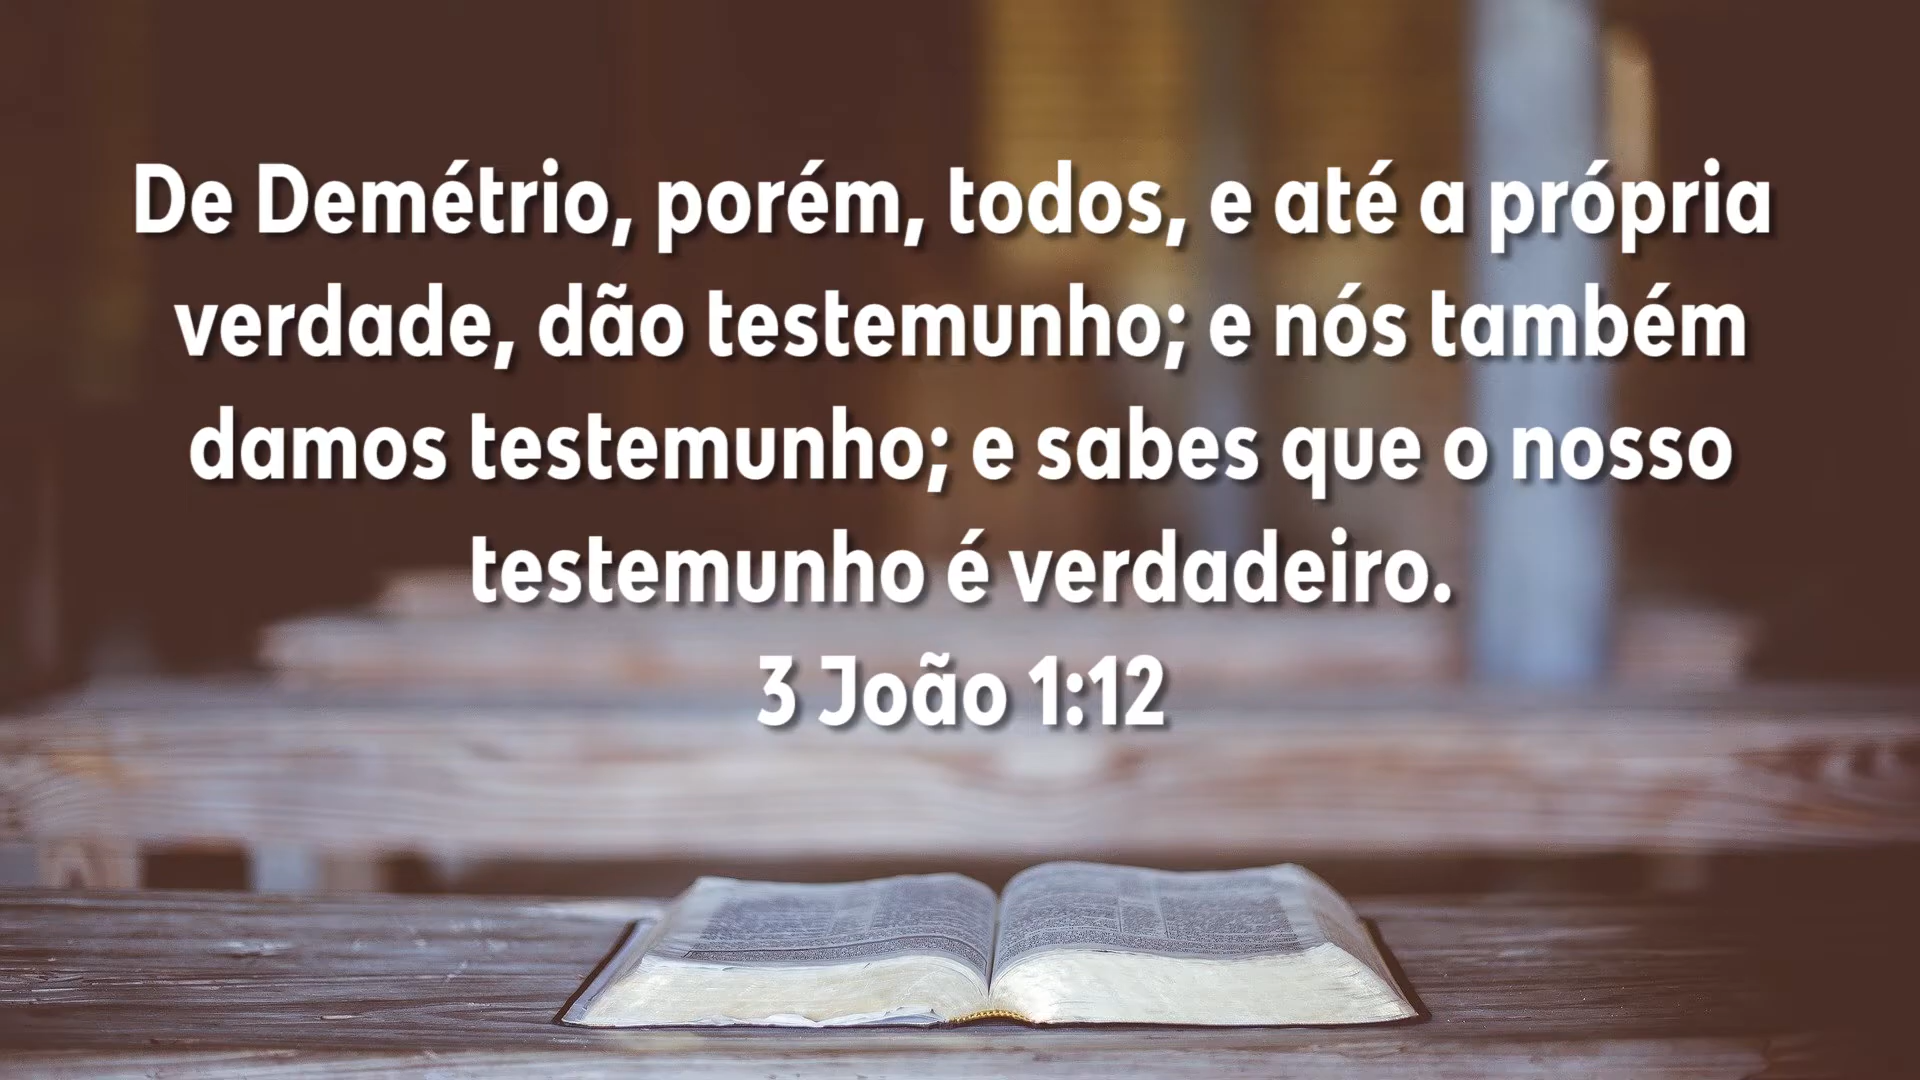 De Demétrio, porém, todos, e até a própria
verdade, dão testemunho; e nós também
damos testemunho; e sabes que o nosso
testemunho é verdadeiro.
3 João 1:12